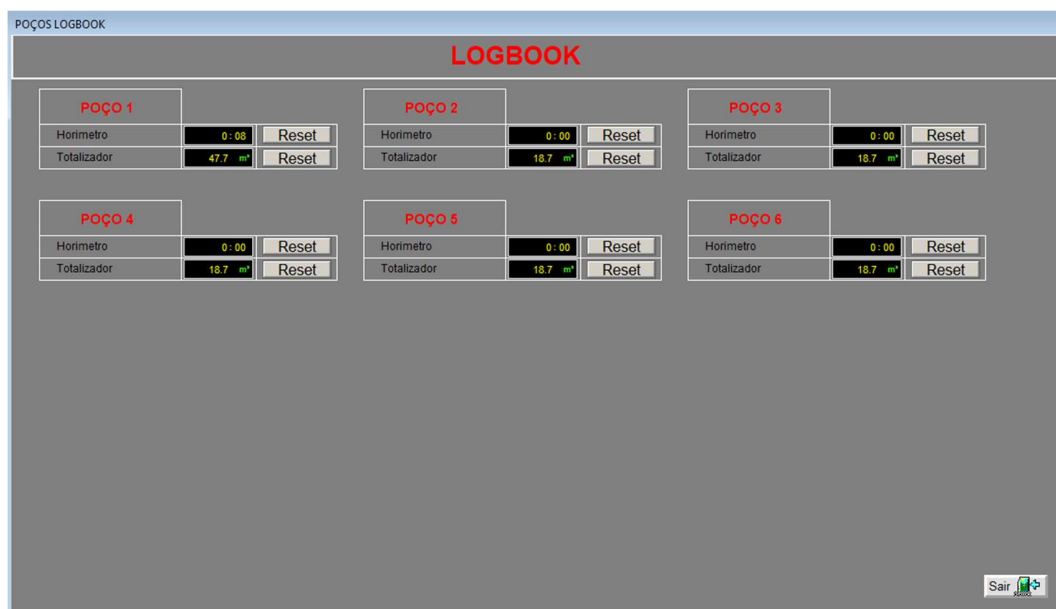 POÇOS LOGBOOK
LOGBOOK
POÇO 1
Horimetro 0 : 08 Reset
Totalizador 47.7 m³ Reset
POÇO 2
Horimetro 0 : 00 Reset
Totalizador 18.7 m³ Reset
POÇO 3
Horimetro 0 : 00 Reset
Totalizador 18.7 m³ Reset
POÇO 4
Horimetro 0 : 00 Reset
Totalizador 18.7 m³ Reset
POÇO 5
Horimetro 0 : 00 Reset
Totalizador 18.7 m³ Reset
POÇO 6
Horimetro 0 : 00 Reset
Totalizador 18.7 m³ Reset
Sair